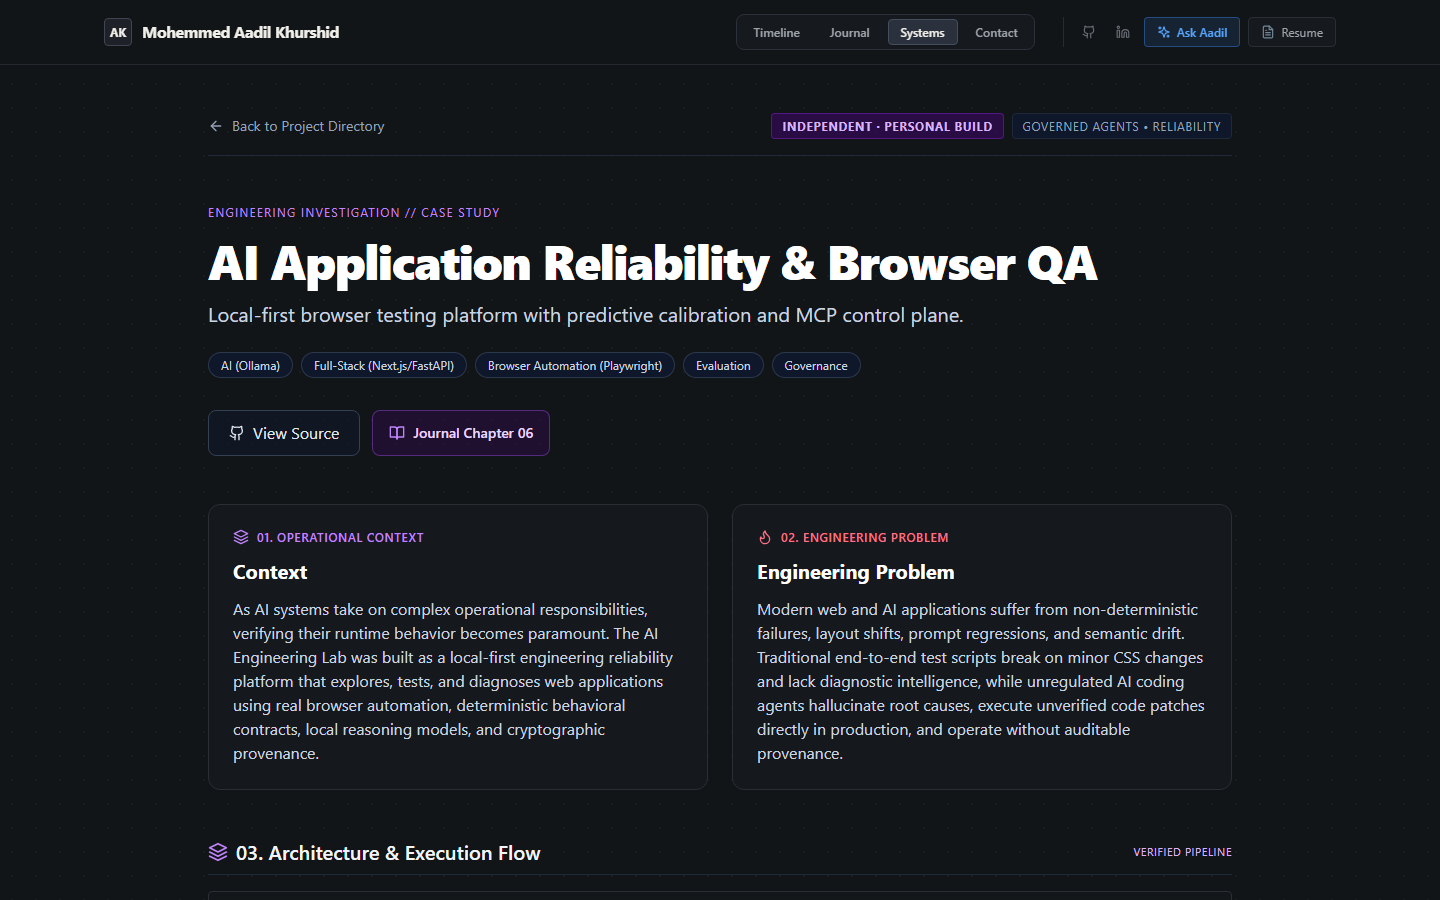 AK Mohemmed Aadil Khurshid Timeline Journal Systems Contact Ask Aadil Resume
Back to Project Directory INDEPENDENT · PERSONAL BUILD GOVERNED AGENTS • RELIABILITY
ENGINEERING INVESTIGATION // CASE STUDY
AI Application Reliability & Browser QA
Local-first browser testing platform with predictive calibration and MCP control plane.
AI (Ollama) Full-Stack (Next.js/FastAPI) Browser Automation (Playwright) Evaluation Governance
View Source Journal Chapter 06
01. OPERATIONAL CONTEXT
Context
As AI systems take on complex operational responsibilities,
verifying their runtime behavior becomes paramount. The AI
Engineering Lab was built as a local-first engineering reliability
platform that explores, tests, and diagnoses web applications
using real browser automation, deterministic behavioral
contracts, local reasoning models, and cryptographic
provenance.
02. ENGINEERING PROBLEM
Engineering Problem
Modern web and AI applications suffer from non-deterministic
failures, layout shifts, prompt regressions, and semantic drift.
Traditional end-to-end test scripts break on minor CSS changes
and lack diagnostic intelligence, while unregulated AI coding
agents hallucinate root causes, execute unverified code patches
directly in production, and operate without auditable
provenance.
03. Architecture & Execution Flow VERIFIED PIPELINE